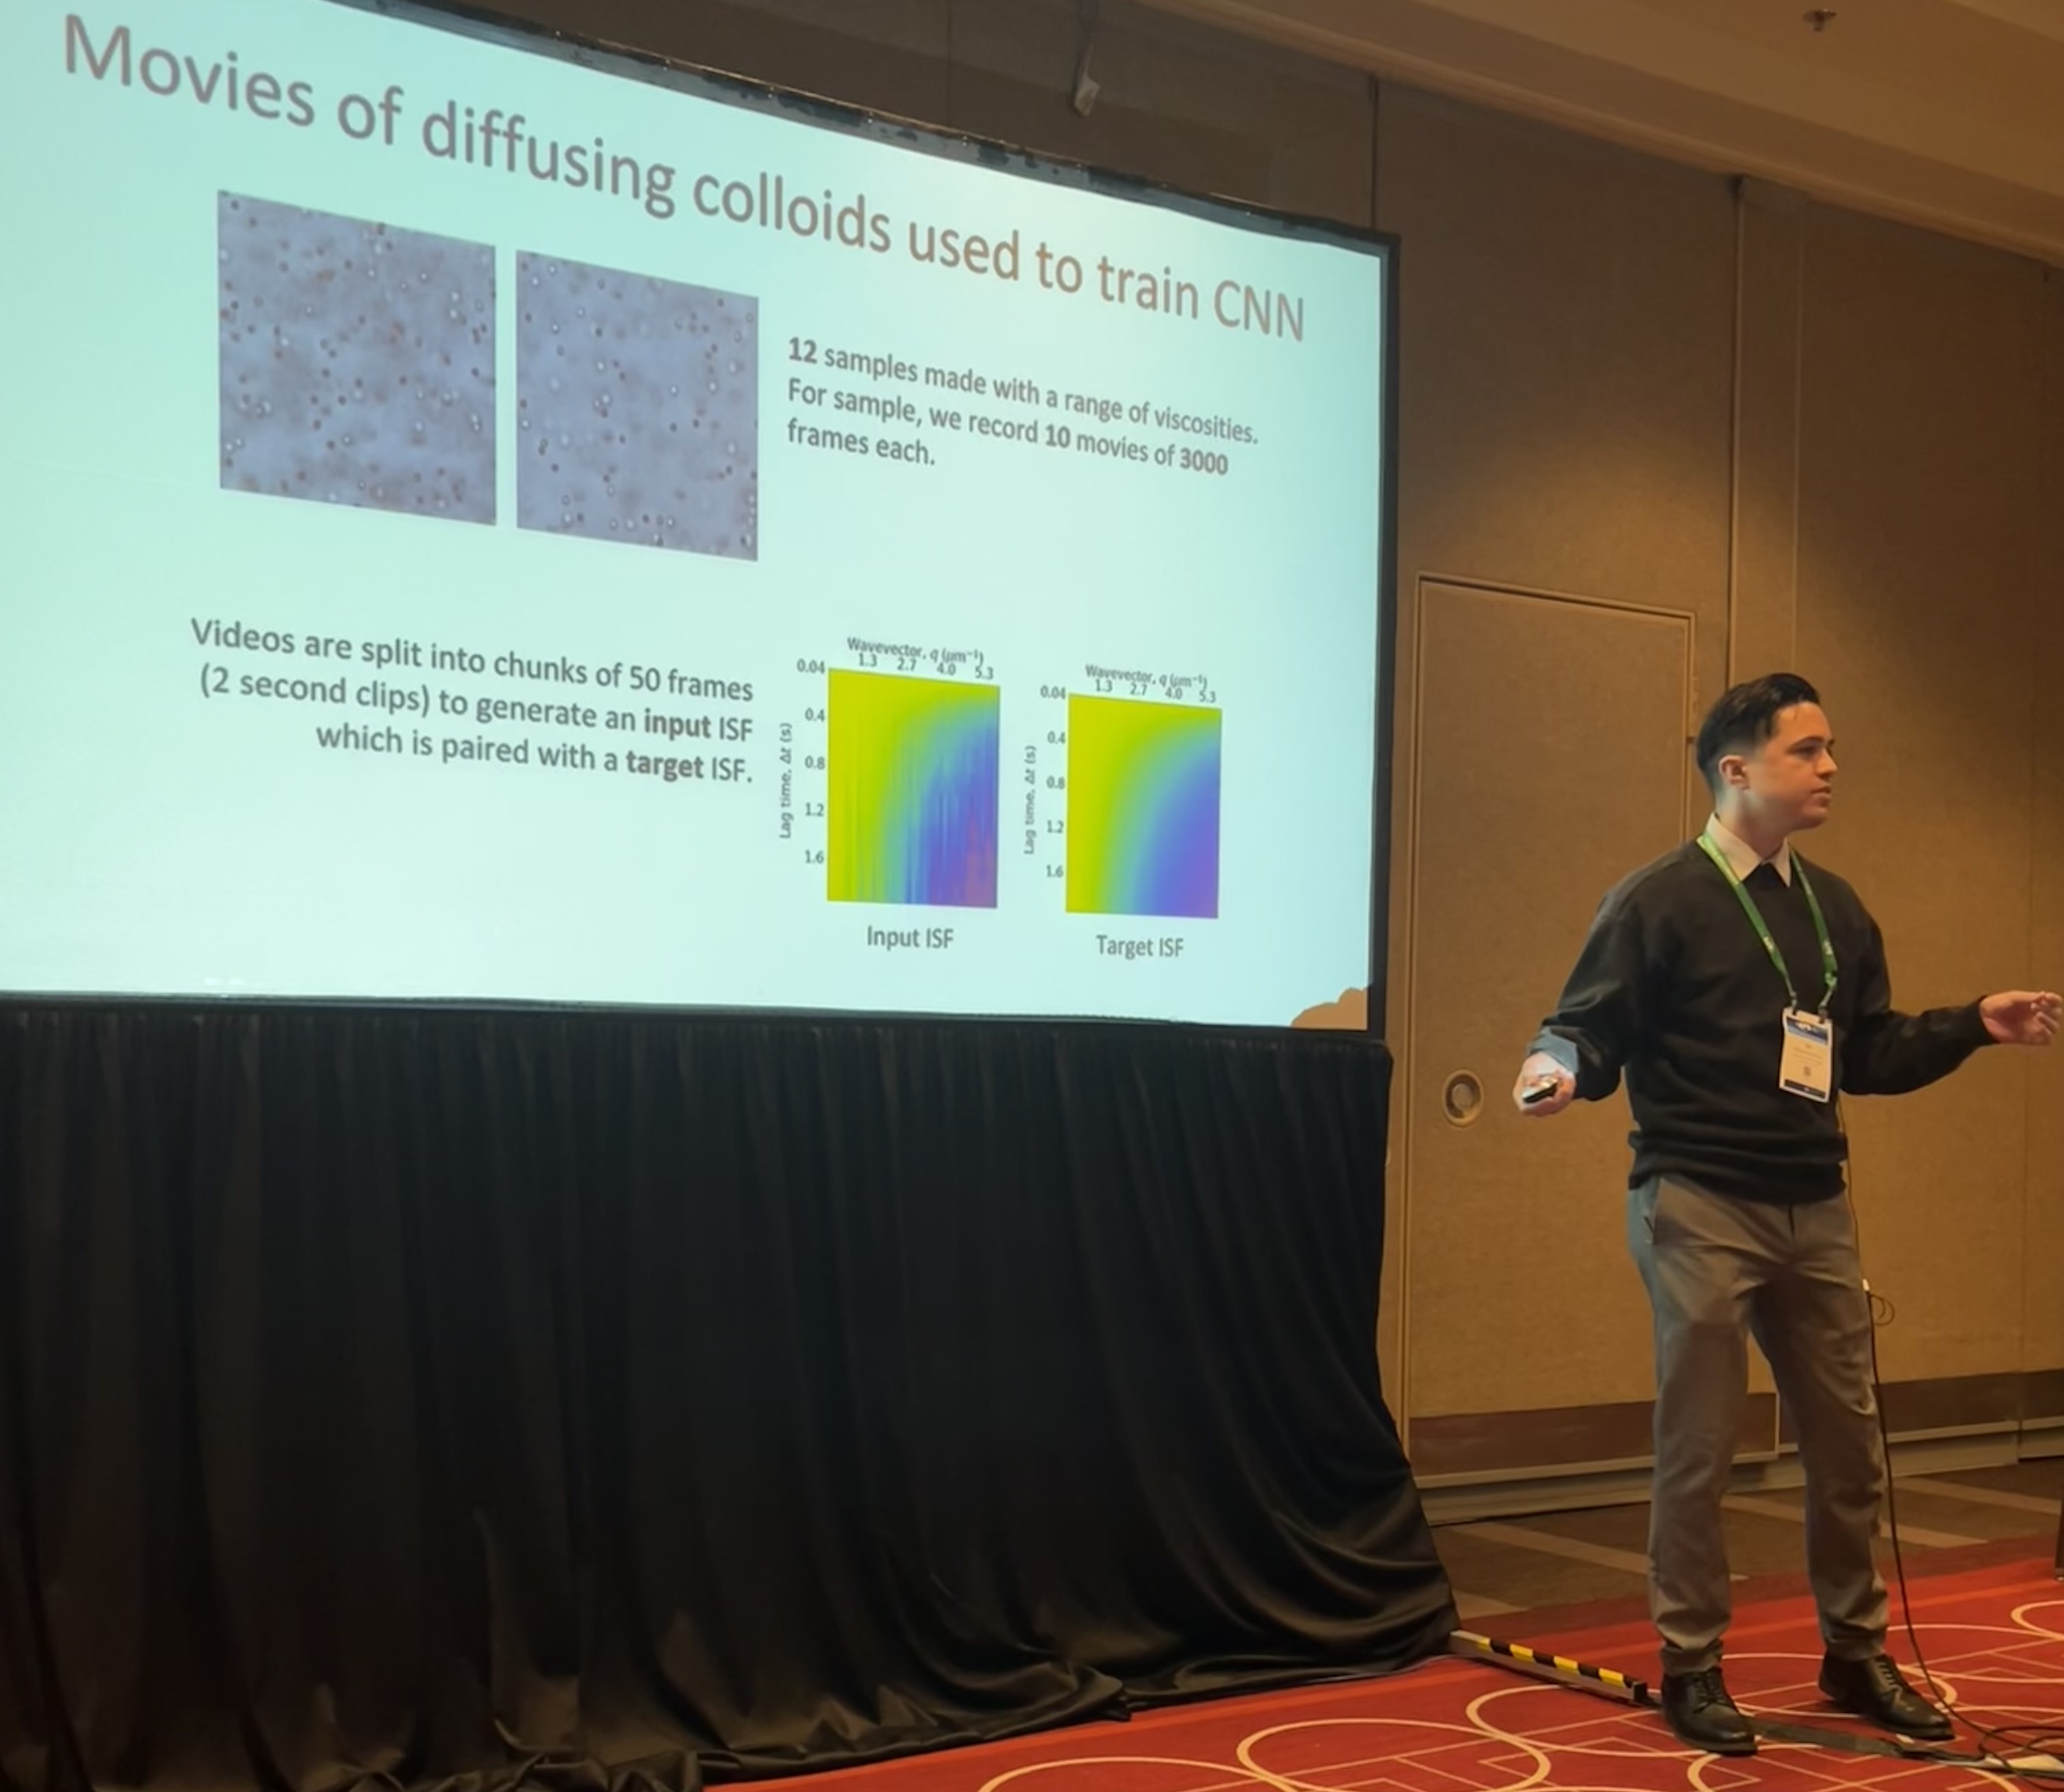 Movies of diffusing colloids used to train CNN
12 samples made with a range of viscosities.
For sample, we record 10 movies of 3000
frames each.
Videos are split into chunks of 50 frames
(2 second clips) to generate an input ISF
which is paired with a target ISF.
Wavevector, q (μm⁻¹)
1.3 2.7 4.0 5.3
0.04
0.4
0.8
1.2
1.6
Lag time, Δt (s)
Input ISF
Wavevector, q (μm⁻¹)
1.3 2.7 4.0 5.3
0.04
0.4
0.8
1.2
1.6
Lag time, Δt (s)
Target ISF